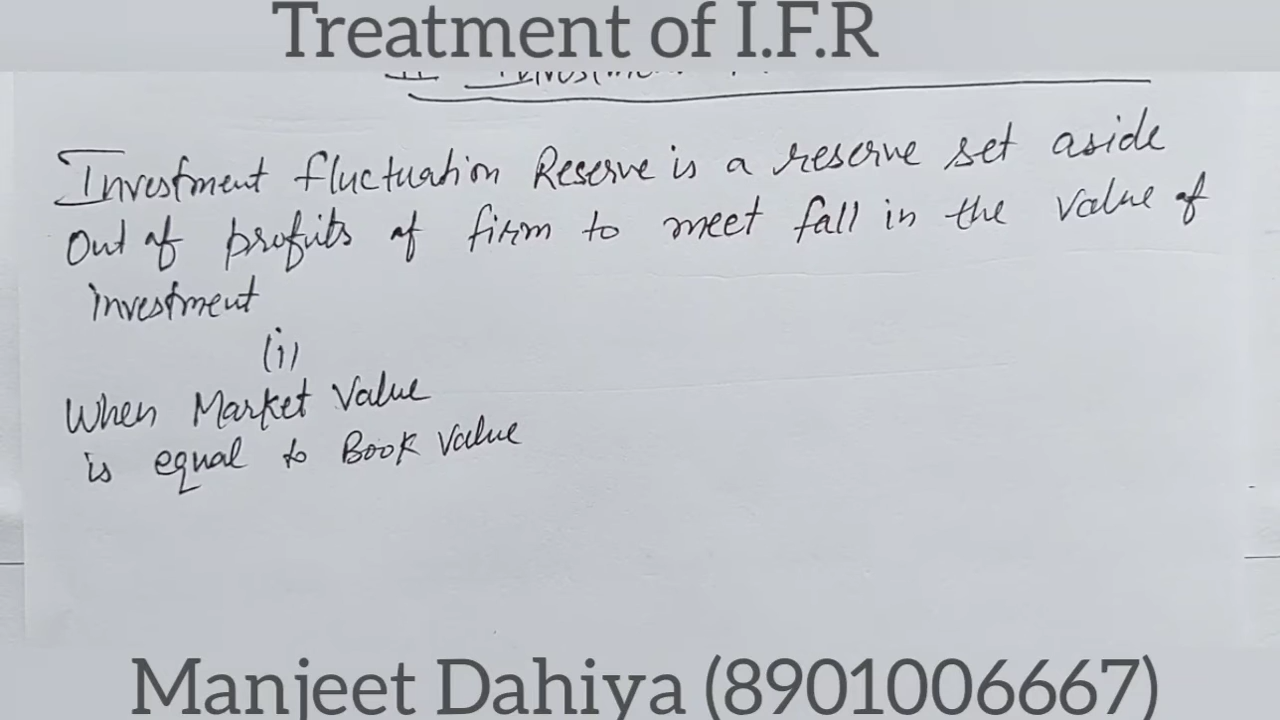 Treatment of I.F.R
Investment fluctuation Reserve is a reserve set aside
Out of profits of firm to meet fall in the value of
investment
(i)
When Market Value
is equal to Book Value
Manjeet Dahiya (8901006667)